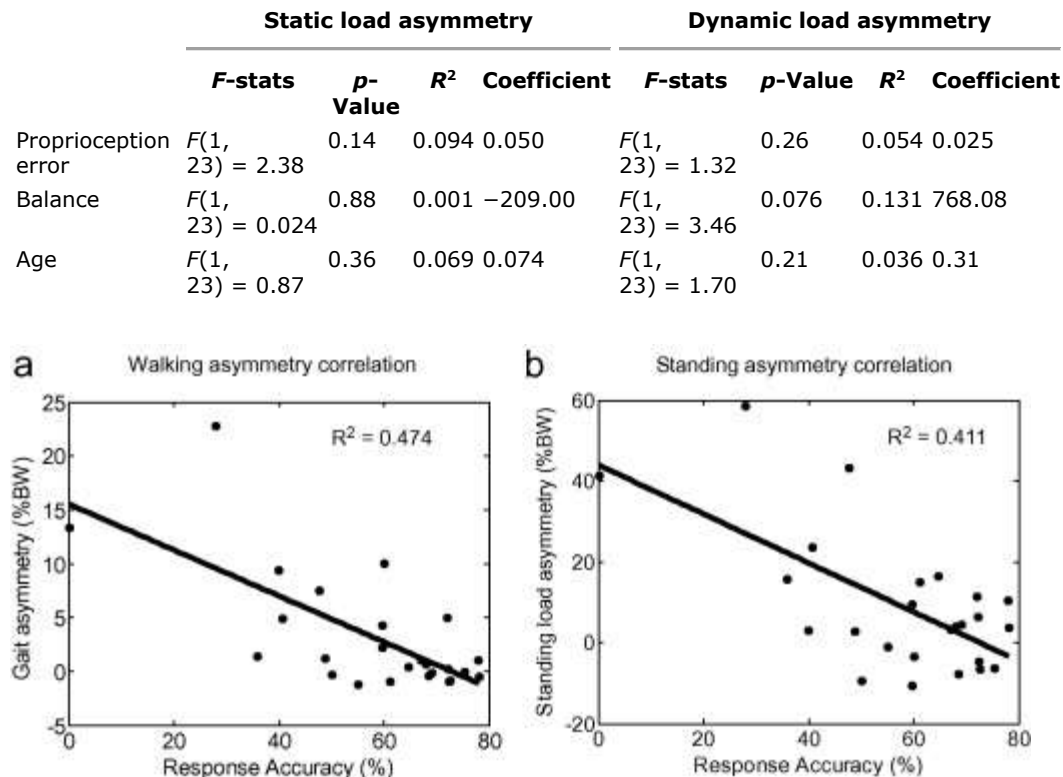 Static load asymmetry Dynamic load asymmetry
F-stats p-Value R² Coefficient F-stats p-Value R² Coefficient
Proprioception error F(1, 23) = 2.38 0.14 0.094 0.050 F(1, 23) = 1.32 0.26 0.054 0.025
Balance F(1, 23) = 0.024 0.88 0.001 −209.00 F(1, 23) = 3.46 0.076 0.131 768.08
Age F(1, 23) = 0.87 0.36 0.069 0.074 F(1, 23) = 1.70 0.21 0.036 0.31
a Walking asymmetry correlation
R² = 0.474
Gait asymmetry (%BW)
25
20
15
10
5
0
-5
0 20 40 60 80
Response Accuracy (%)
b Standing asymmetry correlation
R² = 0.411
Standing load asymmetry (%BW)
60
40
20
0
-20
0 20 40 60 80
Response Accuracy (%)